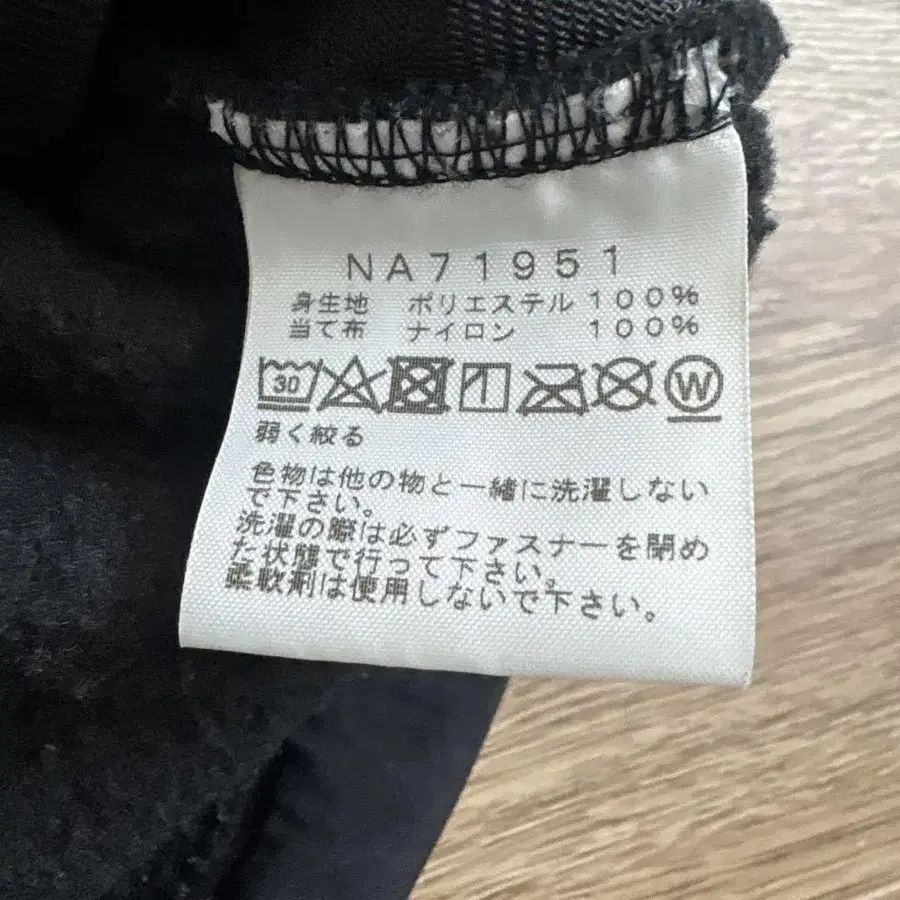 NA71951
身生地 ポリエステル 100%
当て布 ナイロン 100%
30 W
弱く絞る
色物は他の物と一緒に洗濯しない
で下さい。
洗濯の際は必ずファスナーを閉め
た状態で行って下さい。
柔軟剤は使用しないで下さい。